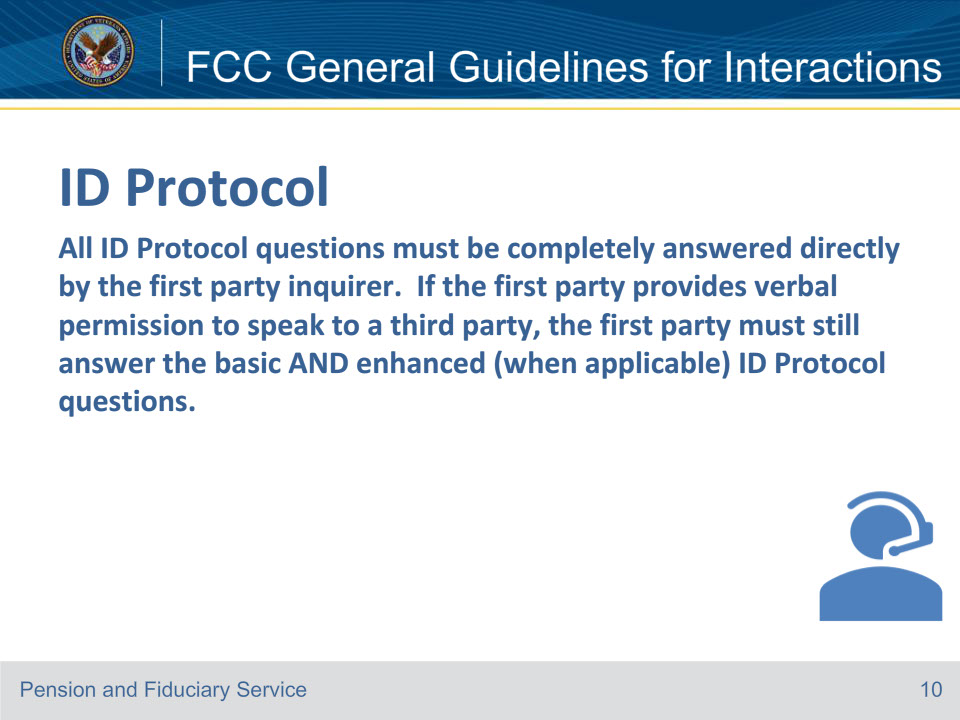 FCC General Guidelines for Interactions
ID Protocol
All ID Protocol questions must be completely answered directly
by the first party inquirer.  If the first party provides verbal
permission to speak to a third party, the first party must still
answer the basic AND enhanced (when applicable) ID Protocol
questions.
Pension and Fiduciary Service
10